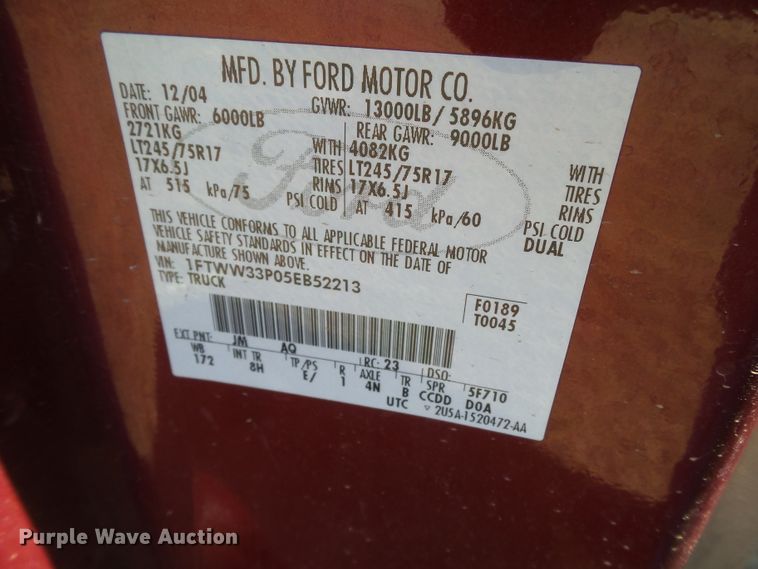 MFD. BY FORD MOTOR CO.
DATE: 12/04 GVWR: 13000LB/ 5896KG
FRONT GAWR: 6000LB REAR GAWR: 9000LB
2721KG WITH 4082KG WITH
LT245/75R17 TIRES LT245/75R17 TIRES
17X6.5J RIMS 17X6.5J RIMS
AT 515 kPa/75 PSI COLD AT 415 kPa/60 PSI COLD
DUAL
Ford
THIS VEHICLE CONFORMS TO ALL APPLICABLE FEDERAL MOTOR
VEHICLE SAFETY STANDARDS IN EFFECT ON THE DATE OF
MANUFACTURE SHOWN ABOVE.
VIN: 1FTWW33P05EB52213
TYPE: TRUCK
F0189
T0045
EXT PNT: JM AQ RC: 23 DSO:
WB INT TR TP/PS R AXLE TR SPR 5F710
172 8H E/ 1 4N B CCDD DOA
UTC ▽ 2U5A-1520472-AA
Purple Wave Auction